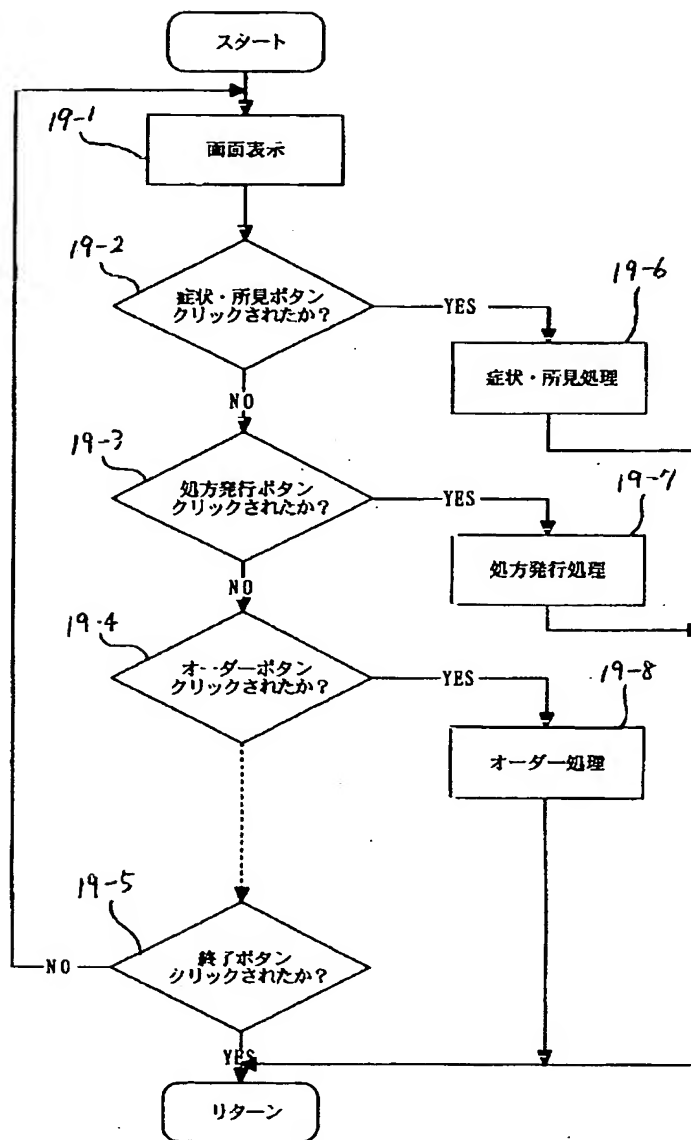 スタート
19-1
画面表示
19-2
症状・所見ボタン
クリックされたか?
YES
19-6
症状・所見処理
NO
19-3
処方発行ボタン
クリックされたか?
YES
19-7
処方発行処理
NO
19-4
オーダーボタン
クリックされたか?
YES
19-8
オーダー処理
19-5
終了ボタン
クリックされたか?
NO
YES
リターン